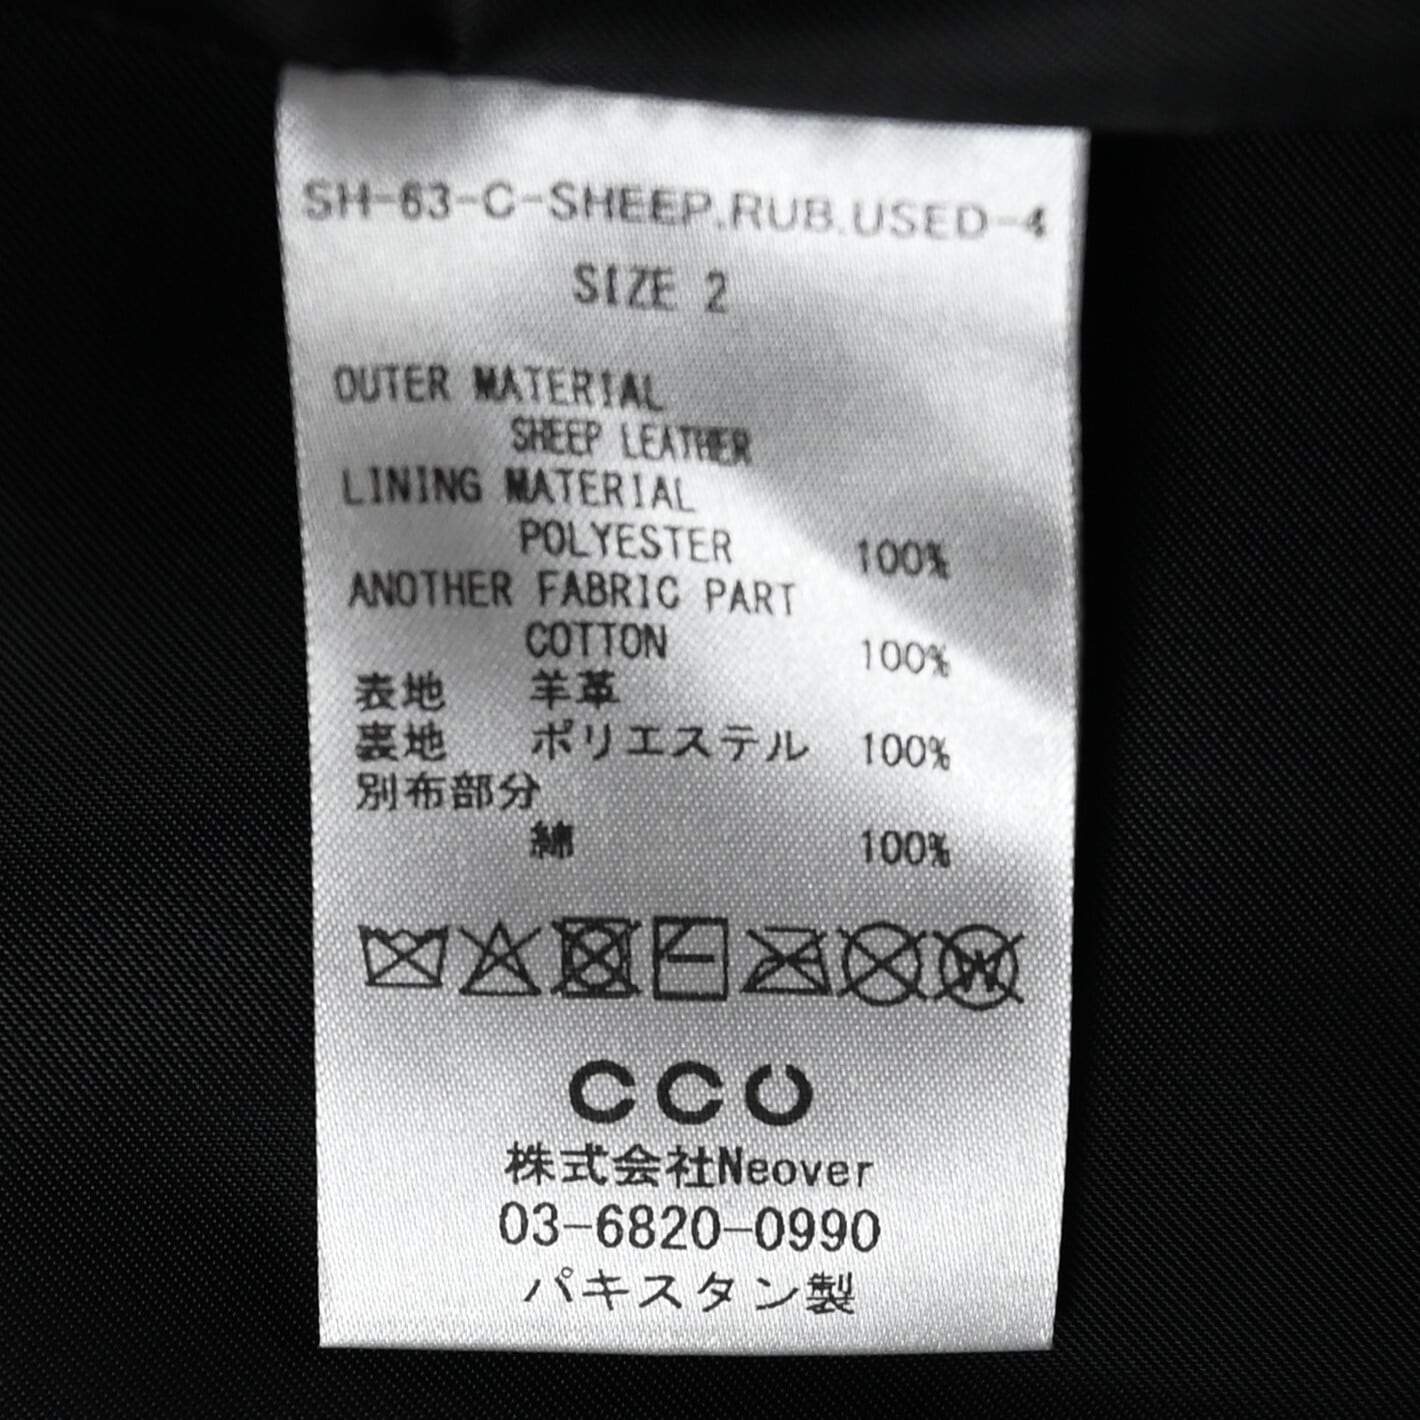 SH-63-C-SHEEP.RUB.USED-4
SIZE 2
OUTER MATERIAL
SHEEP LEATHER
LINING MATERIAL
POLYESTER 100%
ANOTHER FABRIC PART
COTTON 100%
表地 羊革
裏地 ポリエステル 100%
別布部分
綿 100%
W
CCU
株式会社Neover
03-6820-0990
パキスタン製